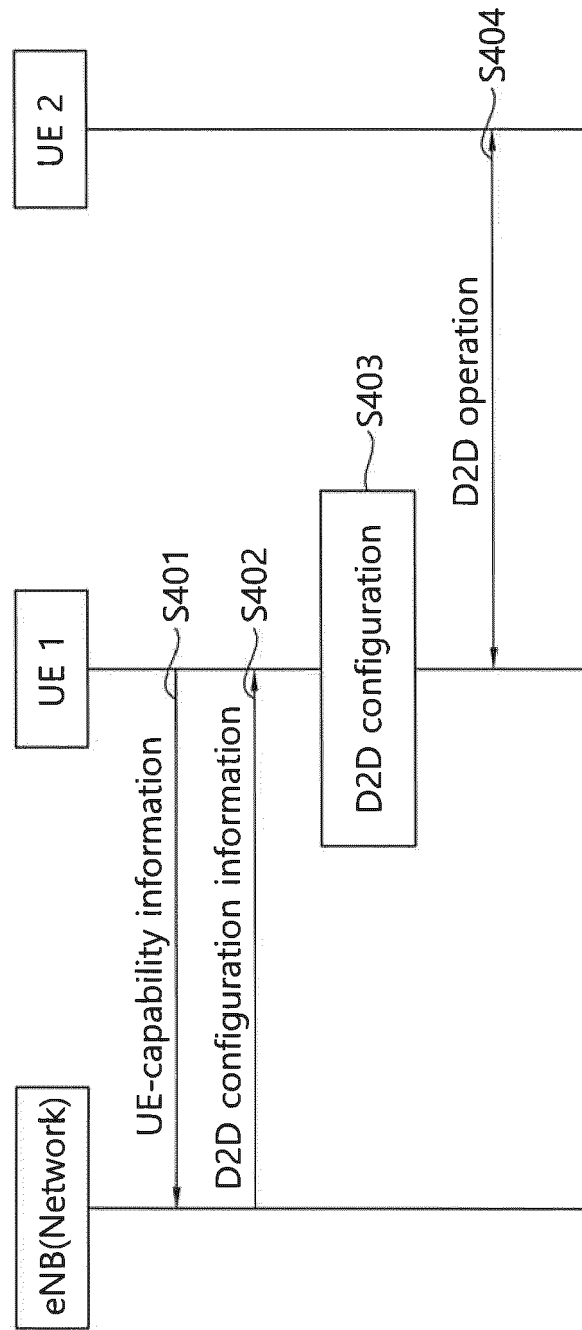 eNB(Network)
UE 1
UE 2
UE-capability information
S401
D2D configuration information
S402
D2D configuration
S403
D2D operation
S404